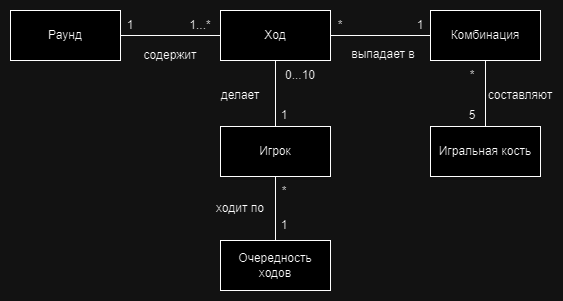 Раунд
1
1...*
содержит
Ход
*
1
выпадает в
Комбинация
0...10
делает
1
*
составляют
5
Игрок
Игральная кость
*
ходит по
1
Очередность
ходов